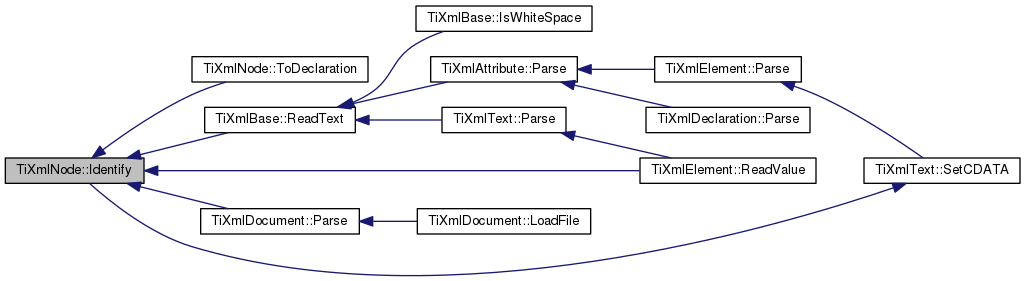 TiXmlBase::IsWhiteSpace
TiXmlNode::ToDeclaration
TiXmlAttribute::Parse
TiXmlElement::Parse
TiXmlBase::ReadText
TiXmlText::Parse
TiXmlDeclaration::Parse
TiXmlNode::Identify
TiXmlElement::ReadValue
TiXmlText::SetCDATA
TiXmlDocument::Parse
TiXmlDocument::LoadFile